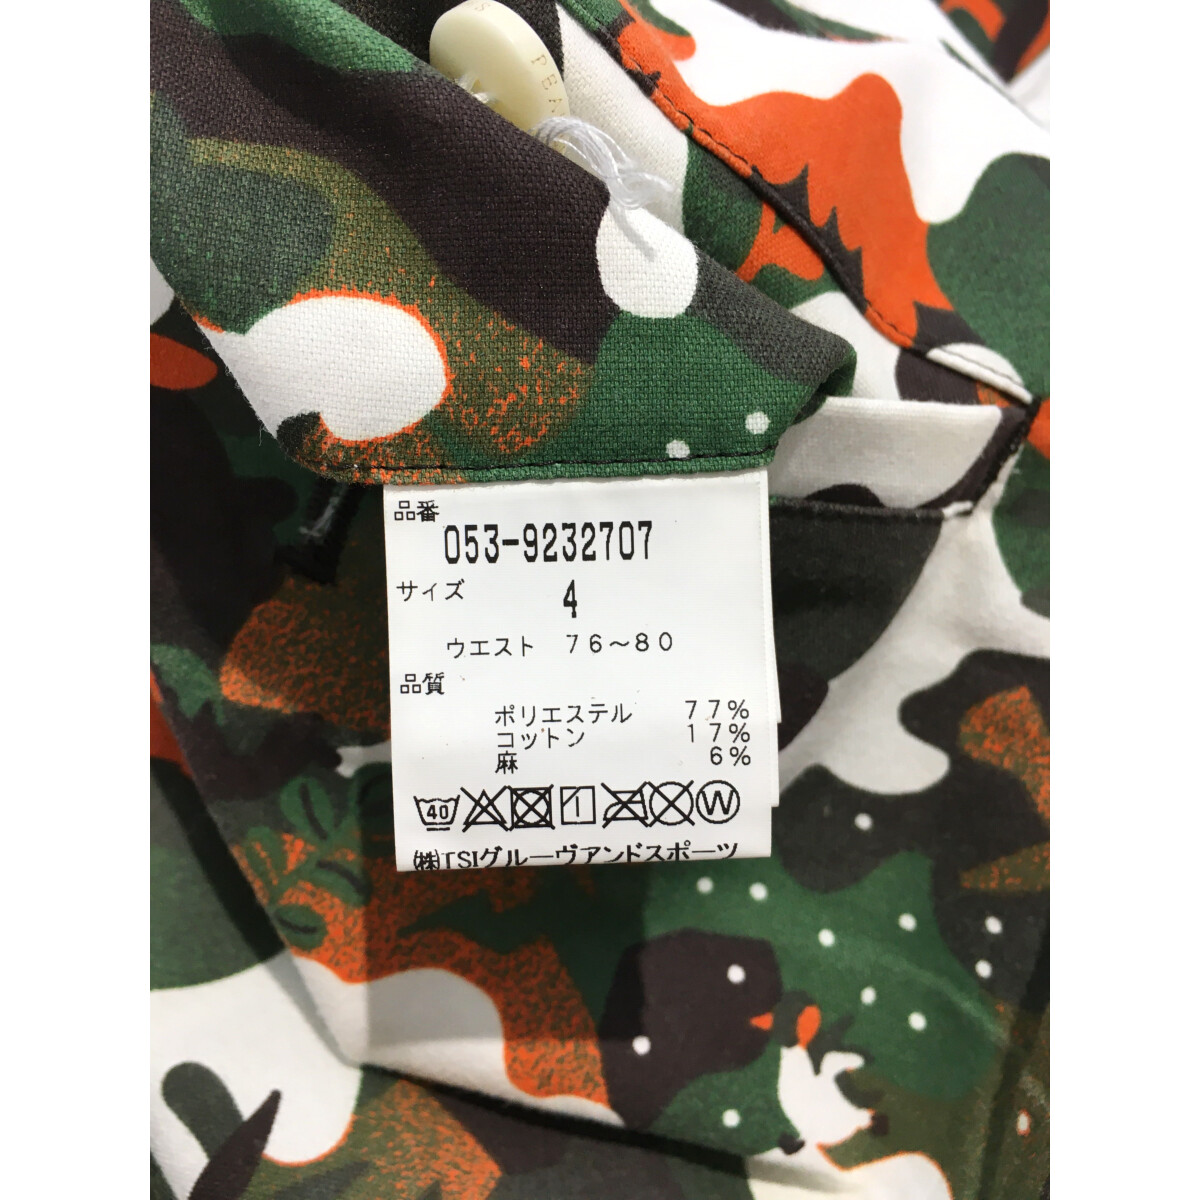 PEA
品番
053-9232707
サイズ 4
ウエスト 76～80
品質
ポリエステル 77%
コットン 17%
麻 6%
40 W
㈱TSIグルーヴアンドスポーツ